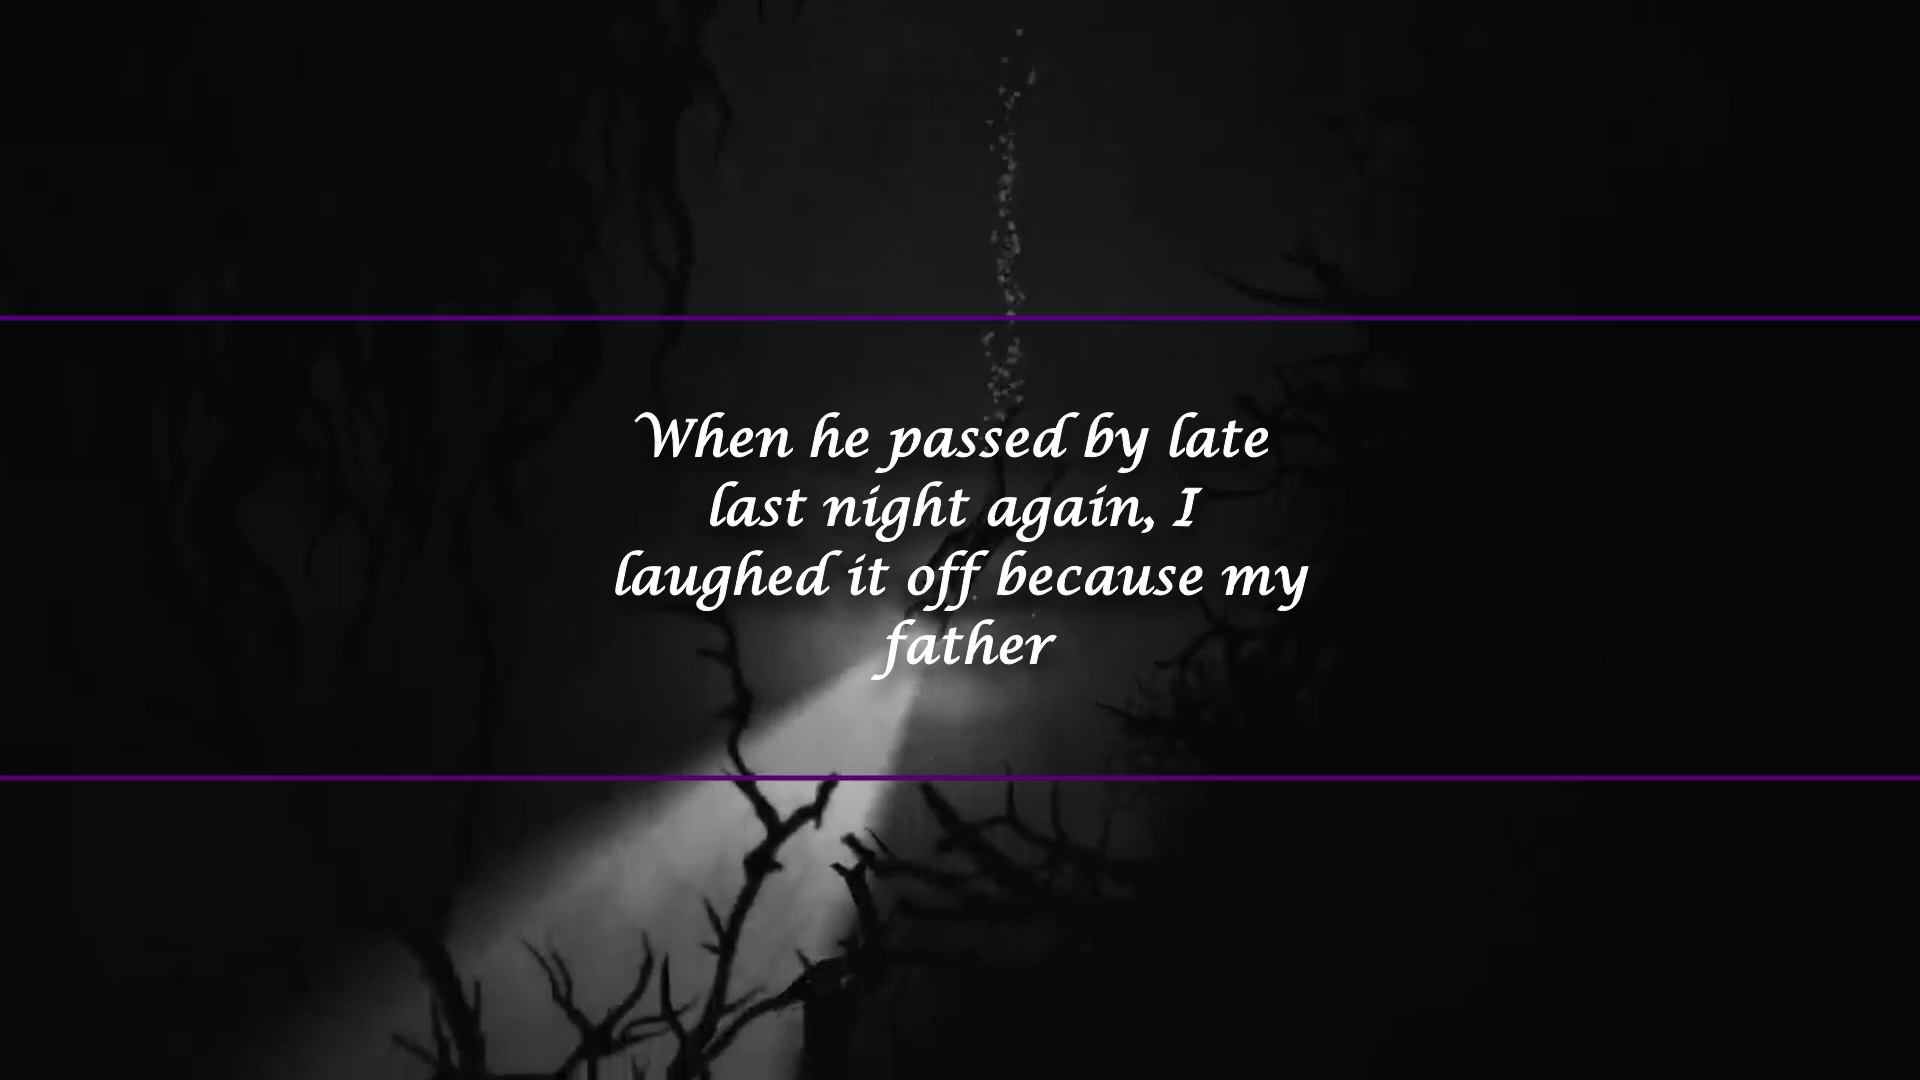 When he passed by late
last night again, I
laughed it off because my
father